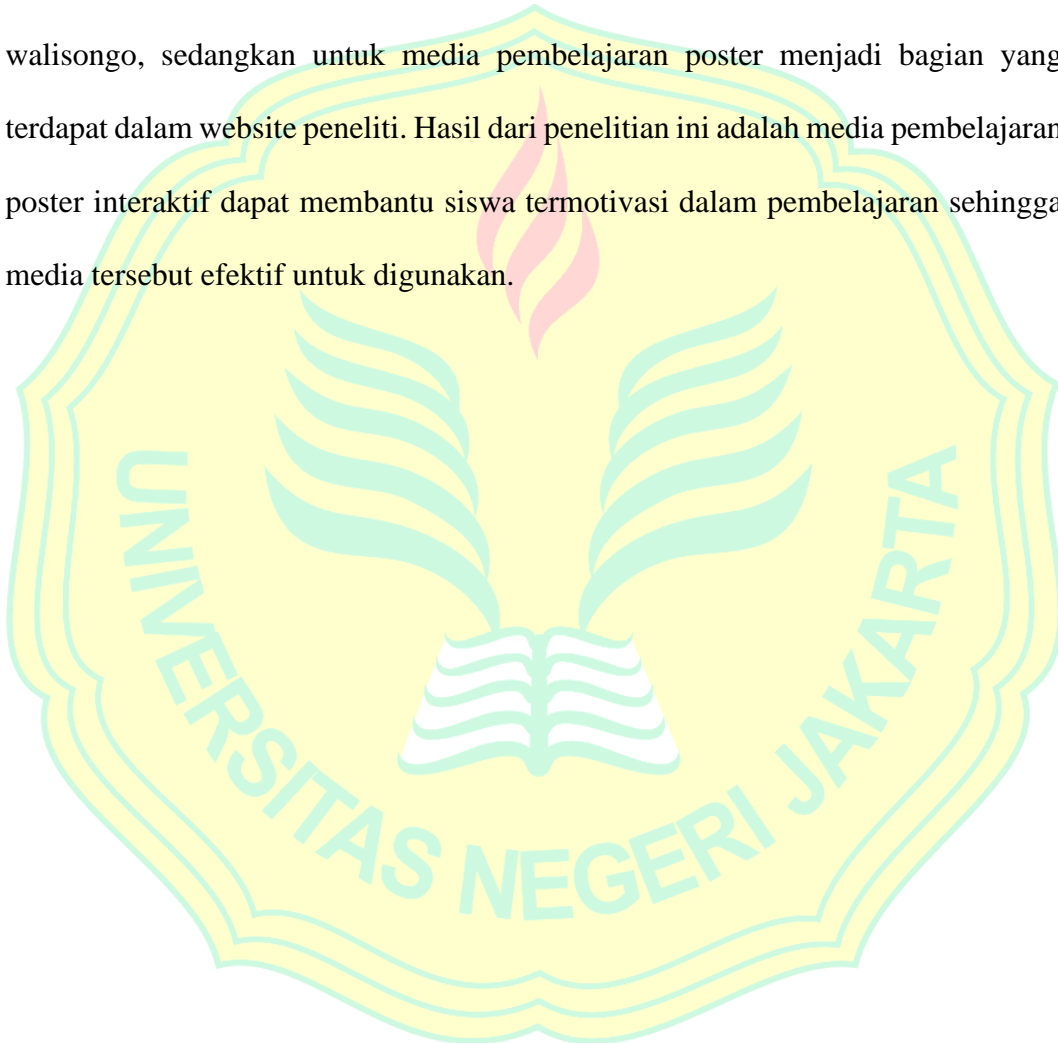 walisongo, sedangkan untuk media pembelajaran poster menjadi bagian yang
terdapat dalam website peneliti. Hasil dari penelitian ini adalah media pembelajaran
poster interaktif dapat membantu siswa termotivasi dalam pembelajaran sehingga
media tersebut efektif untuk digunakan.
UNIVERSITAS NEGERI JAKARTA